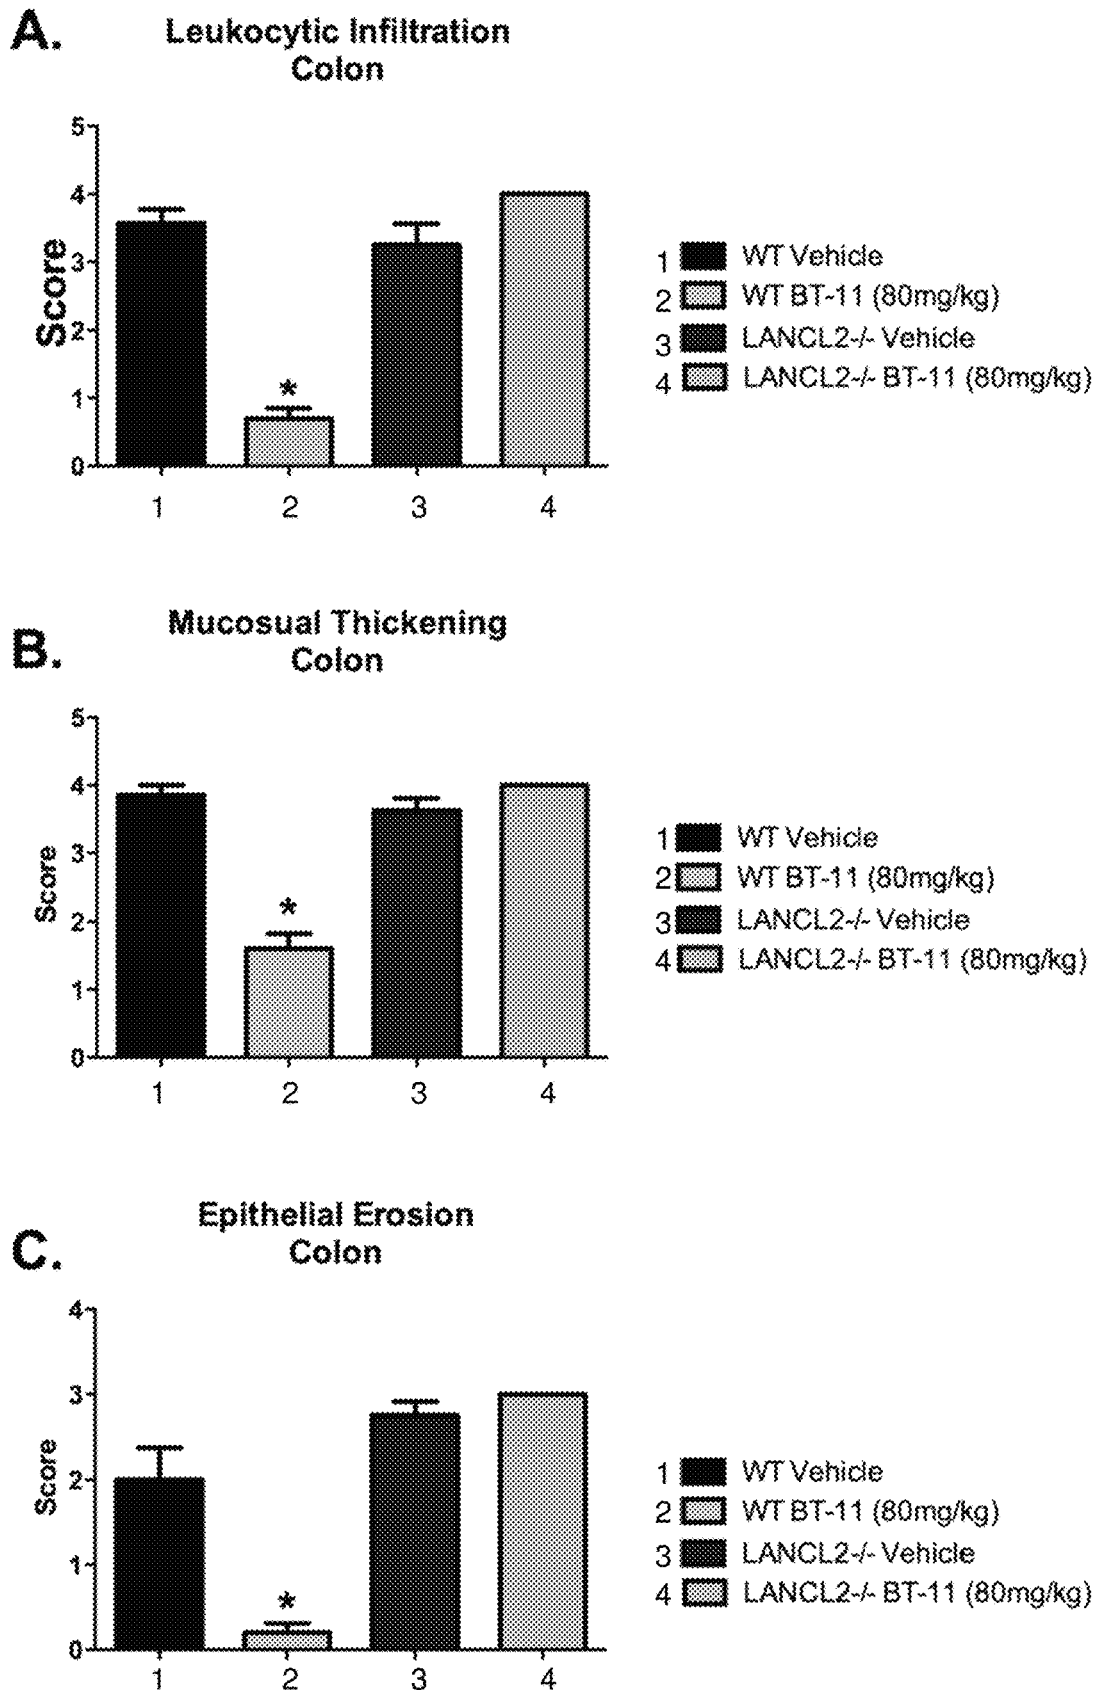 A.
Leukocytic Infiltration
Colon
Score
5
4
3
2
1
0
1
2
3
4
1 WT Vehicle
2 WT BT-11 (80mg/kg)
3 LANCL2-/- Vehicle
4 LANCL2-/- BT-11 (80mg/kg)
*
B.
Mucosual Thickening
Colon
Score
5
4
3
2
1
0
1
2
3
4
1 WT Vehicle
2 WT BT-11 (80mg/kg)
3 LANCL2-/- Vehicle
4 LANCL2-/- BT-11 (80mg/kg)
*
C.
Epithelial Erosion
Colon
Score
4
3
2
1
0
1
2
3
4
1 WT Vehicle
2 WT BT-11 (80mg/kg)
3 LANCL2-/- Vehicle
4 LANCL2-/- BT-11 (80mg/kg)
*